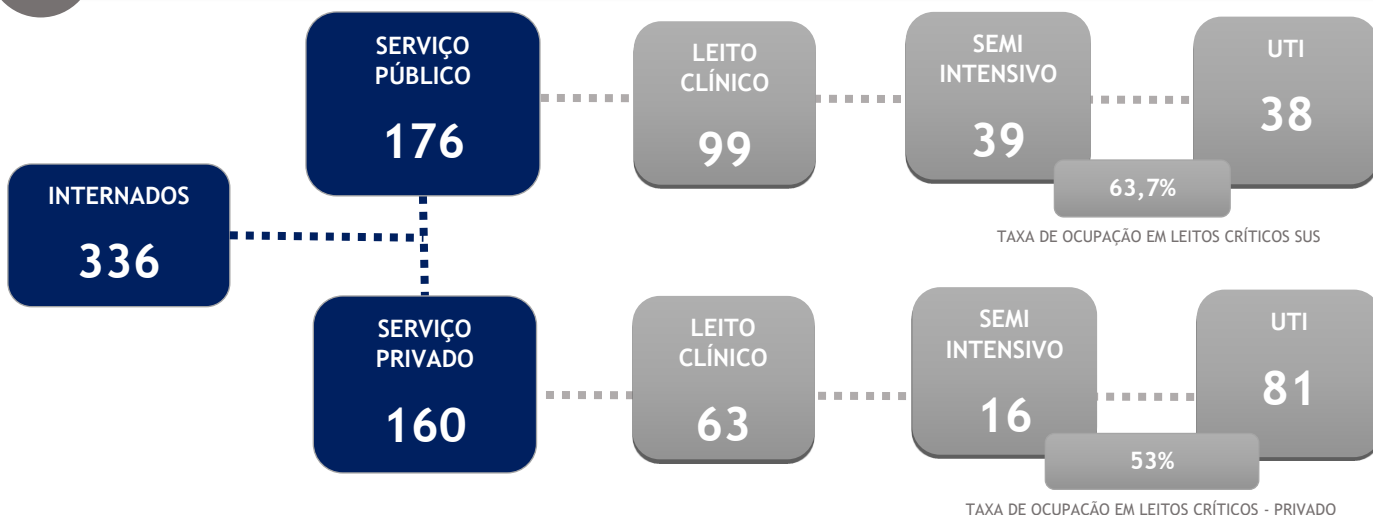 INTERNADOS
336
SERVIÇO
PÚBLICO
176
LEITO
CLÍNICO
99
SEMI
INTENSIVO
39
UTI
38
63,7%
TAXA DE OCUPAÇÃO EM LEITOS CRÍTICOS SUS
SERVIÇO
PRIVADO
160
LEITO
CLÍNICO
63
SEMI
INTENSIVO
16
UTI
81
53%
TAXA DE OCUPAÇÃO EM LEITOS CRÍTICOS - PRIVADO